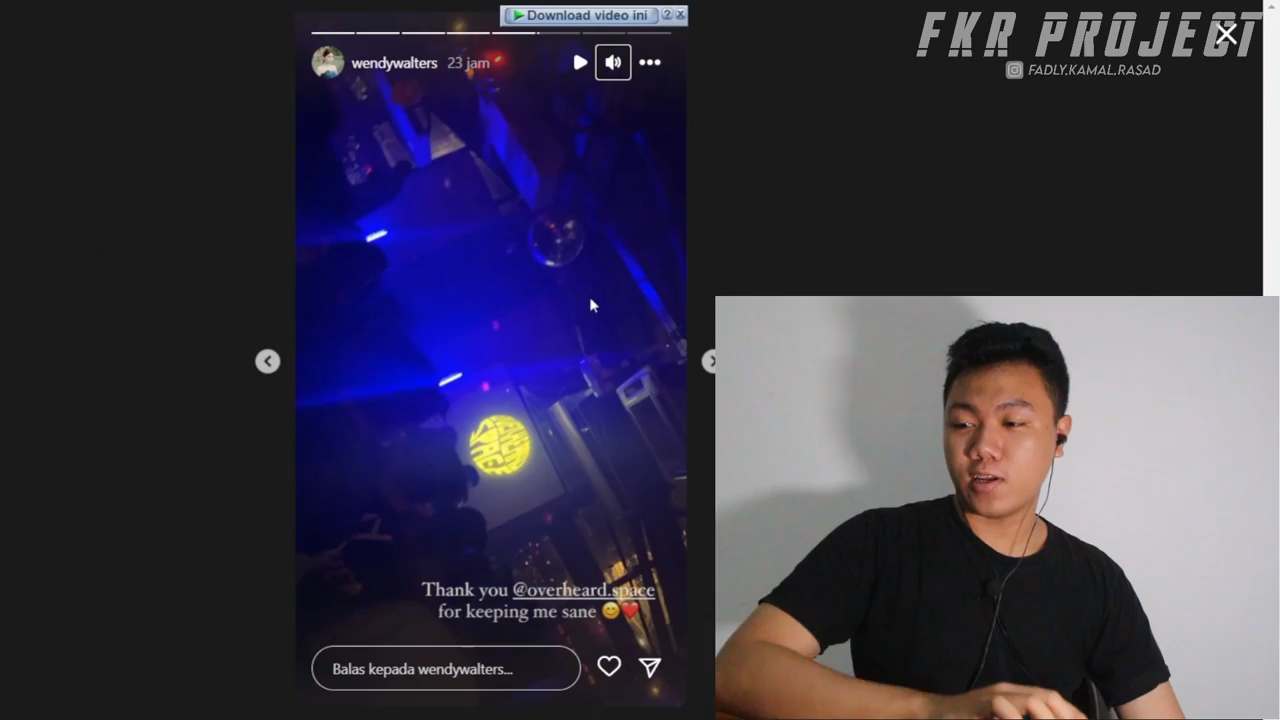 Download video ini
FKR PROJECT
FADLY.KAMAL.RASAD
wendywalters 23 jam
SPACE
Thank you @overheard.space
for keeping me sane 😊❤️
Balas kepada wendywalters...